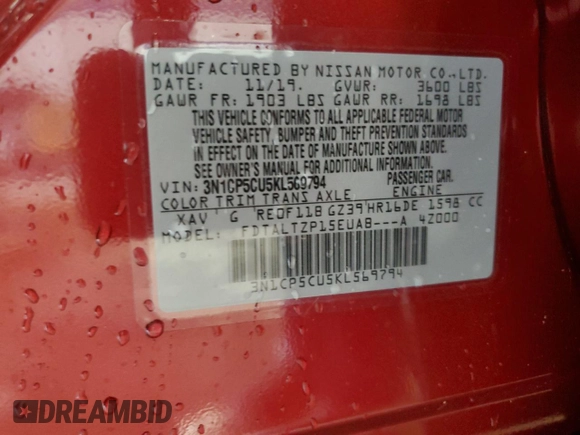 MANUFACTURED BY NISSAN MOTOR CO.,LTD.
DATE: 11/19. GVWR: 3600 LBS
GAWR FR: 1903 LBS GAWR RR: 1698 LBS
THIS VEHICLE CONFORMS TO ALL APPLICABLE FEDERAL MOTOR
VEHICLE SAFETY, BUMPER AND THEFT PREVENTION STANDARDS
IN EFFECT ON THE DATE OF MANUFACTURE SHOWN ABOVE.
SEE OWNER'S MANUAL FOR ADDITIONAL INFORMATION.
VIN: 3N1CP5CU5KL569794 PASSENGER CAR.
COLOR TRIM TRANS AXLE ENGINE
XAV G RE0F11B GZ39 HR16DE 1598 CC
MODEL: FDTALTZP15EUA8---A 4Z000
3N1CP5CU5KL569794
DREAMBID